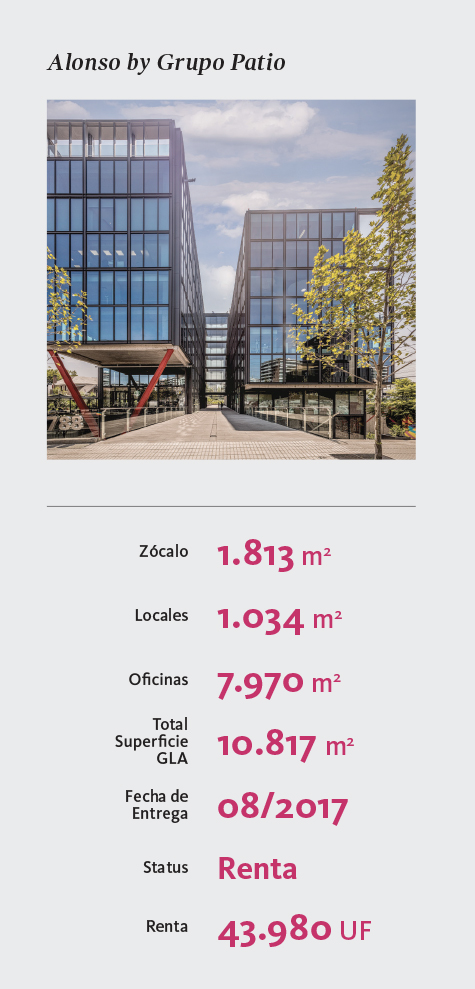 Alonso by Grupo Patio
788
Zócalo 1.813 m²
Locales 1.034 m²
Oficinas 7.970 m²
Total
Superficie
GLA 10.817 m²
Fecha de
Entrega 08/2017
Status Renta
Renta 43.980 UF